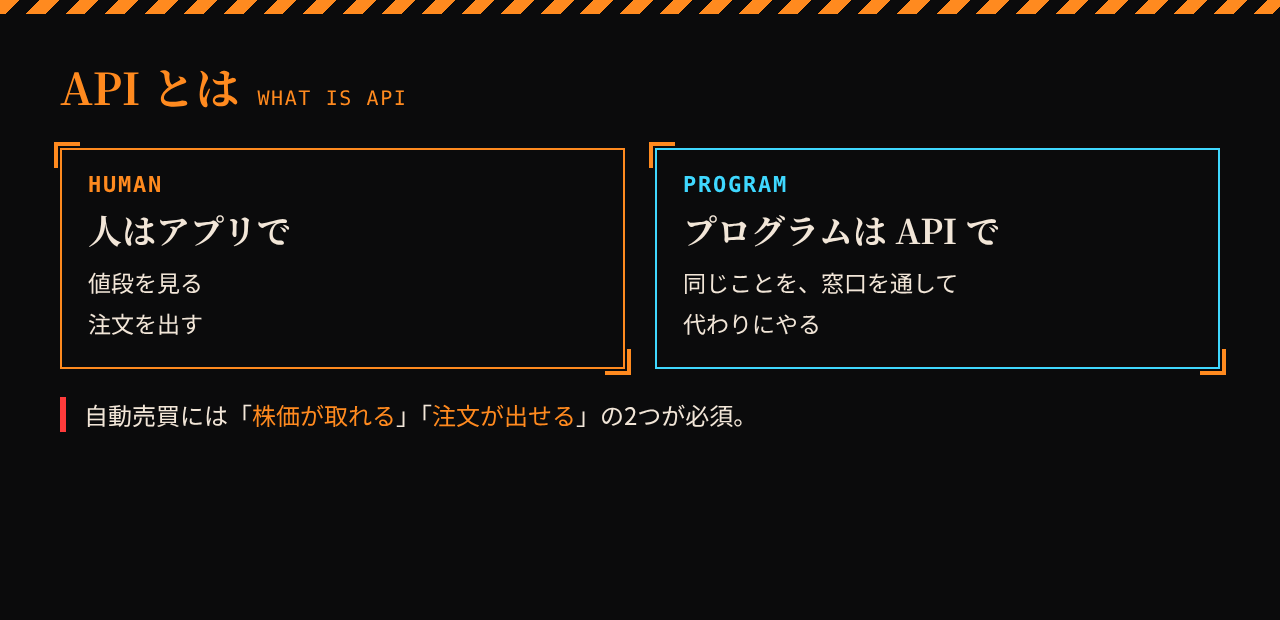 API とは WHAT IS API
HUMAN
人はアプリで
値段を見る
注文を出す
PROGRAM
プログラムは API で
同じことを、窓口を通して
代わりにやる
自動売買には「株価が取れる」「注文が出せる」の2つが必須。